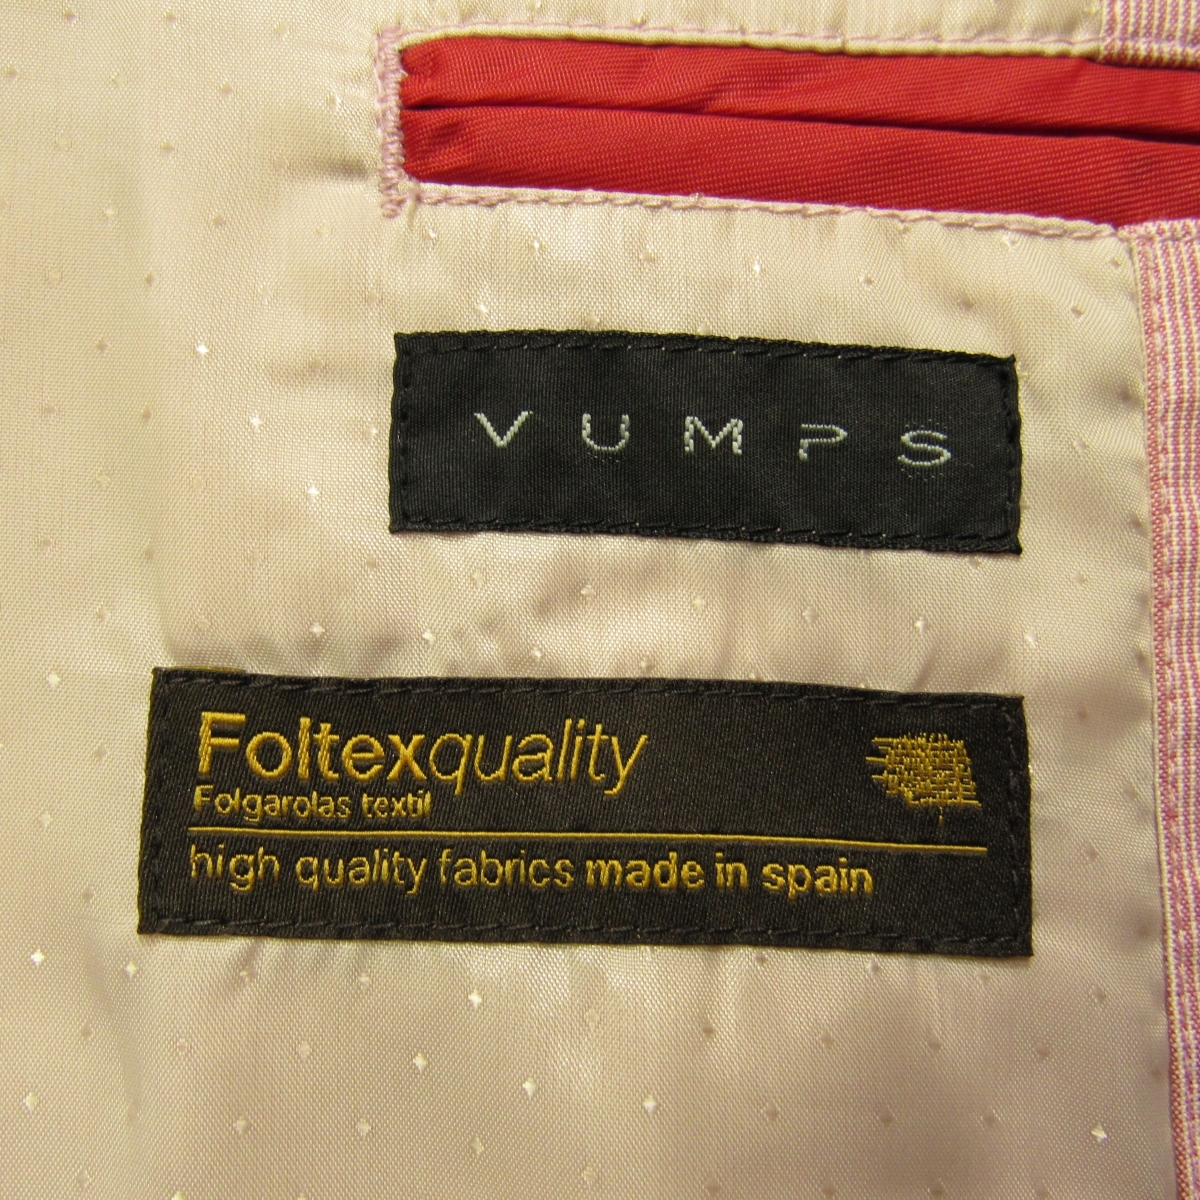 VUMPS
Foltexquality
Folgarolas textil
high quality fabrics made in spain